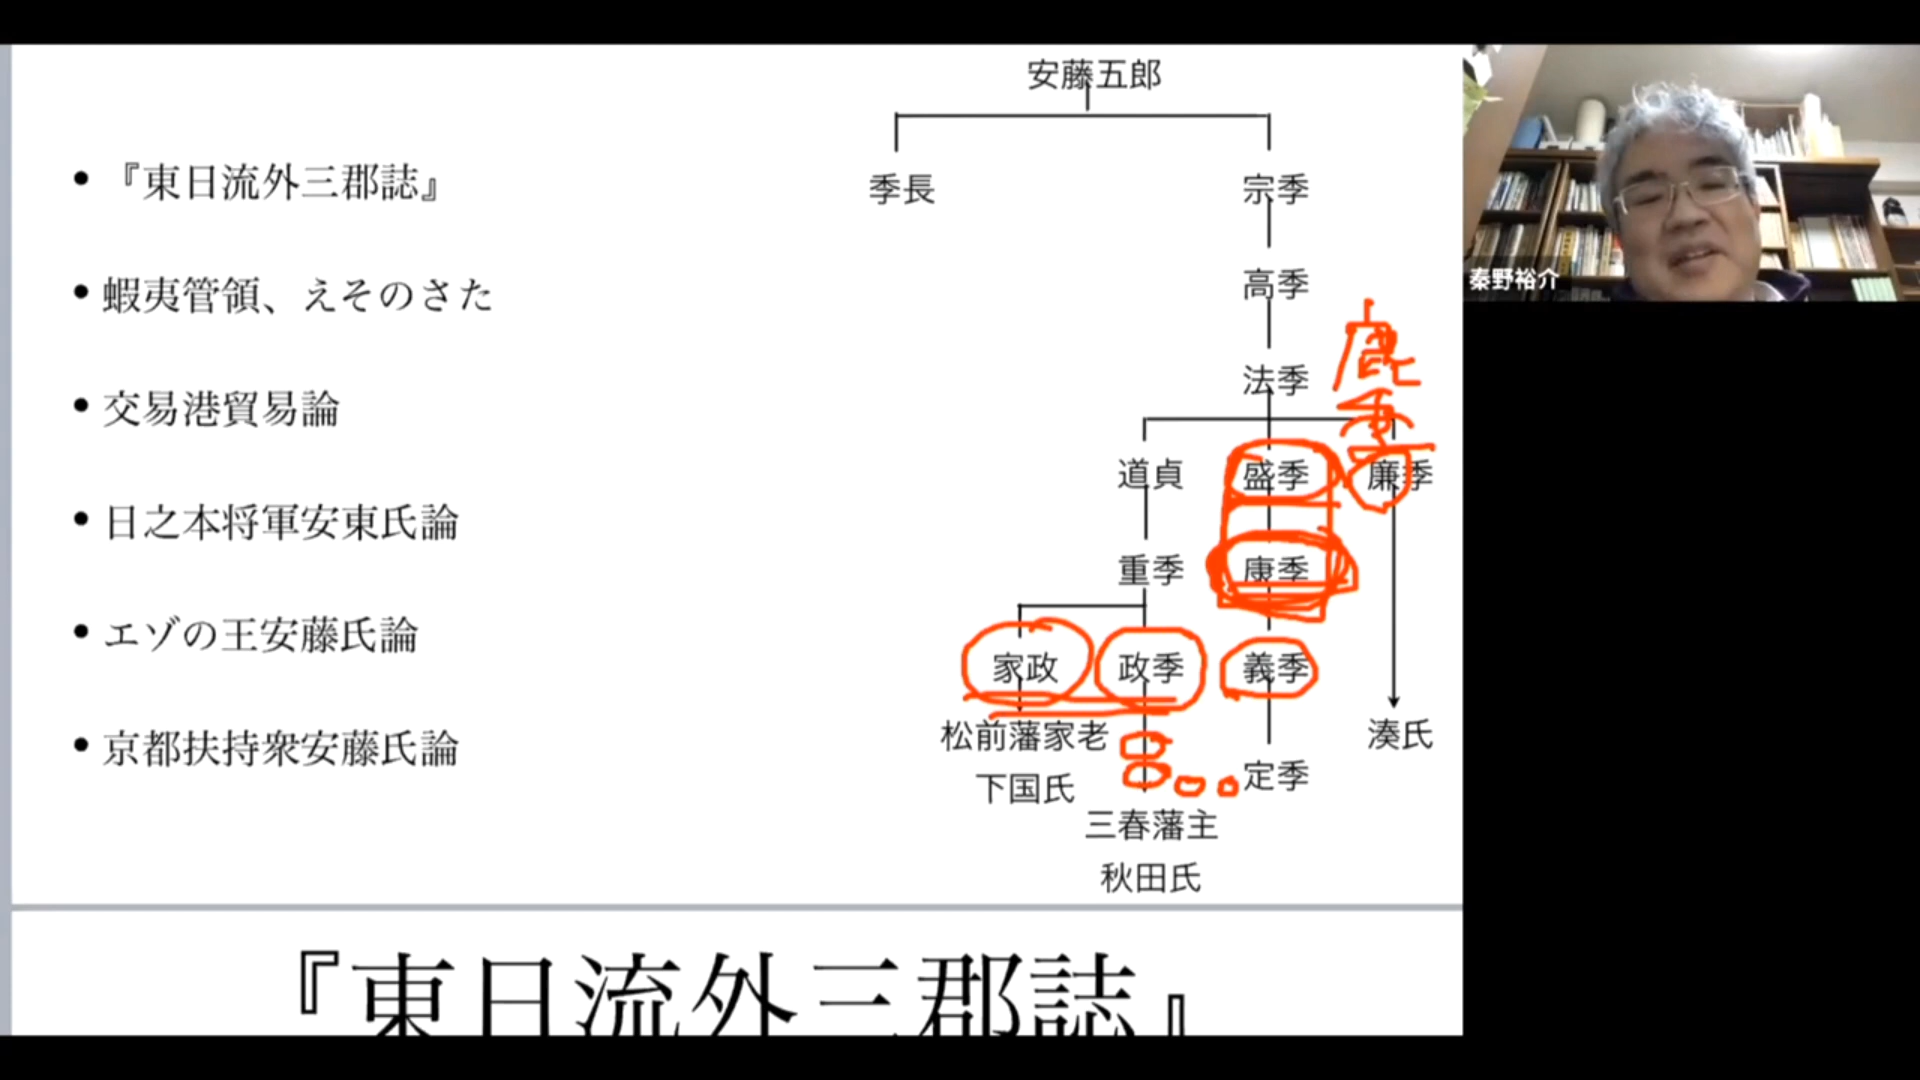 • 『東日流外三郡誌』
• 蝦夷管領、えそのさた
• 交易港貿易論
• 日之本将軍安東氏論
• エゾの王安藤氏論
• 京都扶持衆安藤氏論
安藤五郎
季長 宗季
高季
法季
道貞 盛季 廉季
重季 康季
家政 政季 義季
松前藩家老 湊氏
下国氏 定季
三春藩主
秋田氏
『東日流外三郡誌』
秦野裕介